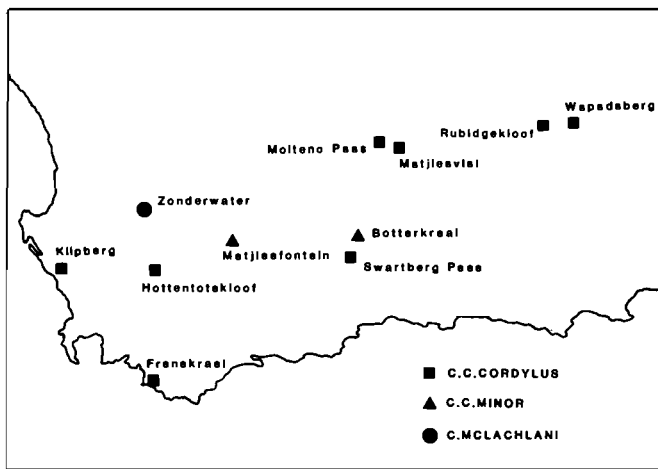 Wapadsberg
Rubidgekloof
Molteno Pass
Matjiesvlei
Zonderwater
Botterkraal
Klipberg
Matjiesfontein
Swartberg Pass
Hottentotskloof
Franskraal
C.C.CORDYLUS
C.C.MINOR
C.MCLACHLANI